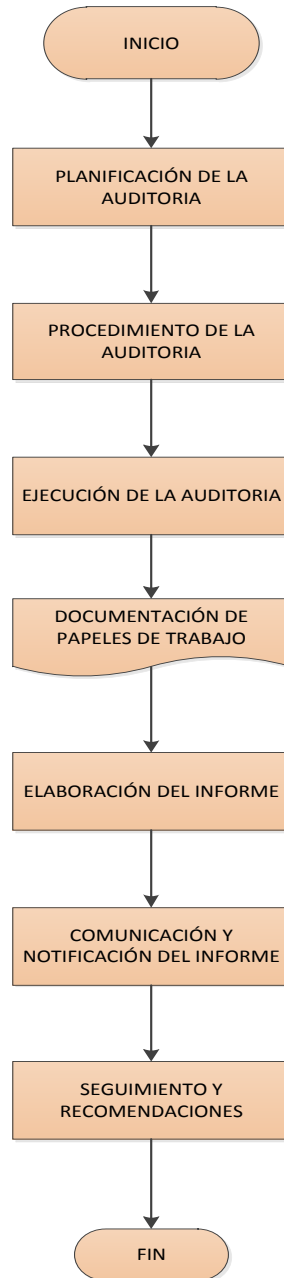 INICIO
PLANIFICACIÓN DE LA
AUDITORIA
PROCEDIMIENTO DE LA
AUDITORIA
EJECUCIÓN DE LA AUDITORIA
DOCUMENTACIÓN DE
PAPELES DE TRABAJO
ELABORACIÓN DEL INFORME
COMUNICACIÓN Y
NOTIFICACIÓN DEL INFORME
SEGUIMIENTO Y
RECOMENDACIONES
FIN